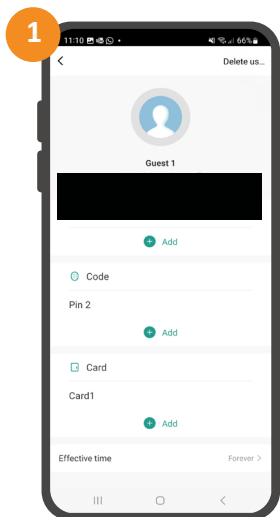 1
11:10
66%
Delete us...
Guest 1
Add
Code
Pin 2
Add
Card
Card1
Add
Effective time
Forever